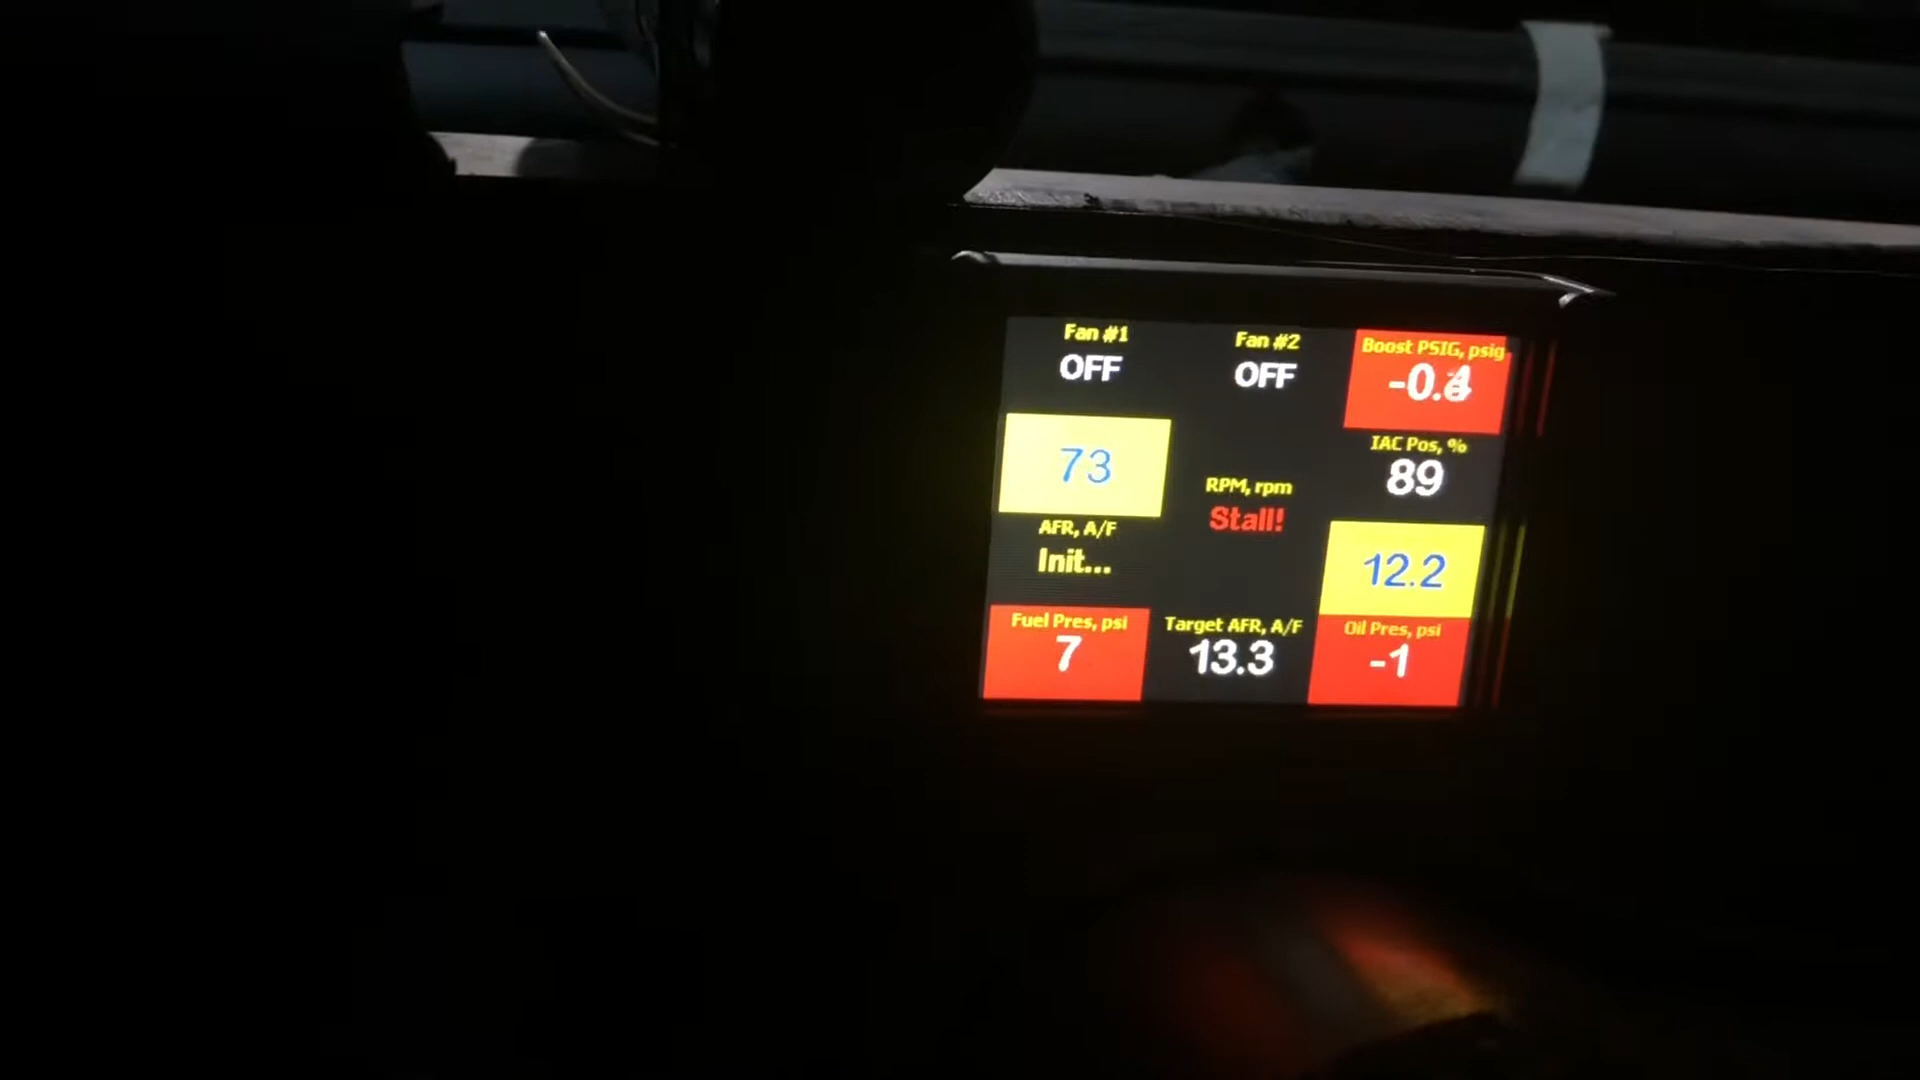 Fan #1
OFF
Fan #2
OFF
Boost PSIG, psig
73
RPM, rpm
Stall!
IAC Pos, %
89
AFR, A/F
Init...
12.2
Fuel Pres, psi
7
Target AFR, A/F
13.3
Oil Pres, psi
-1